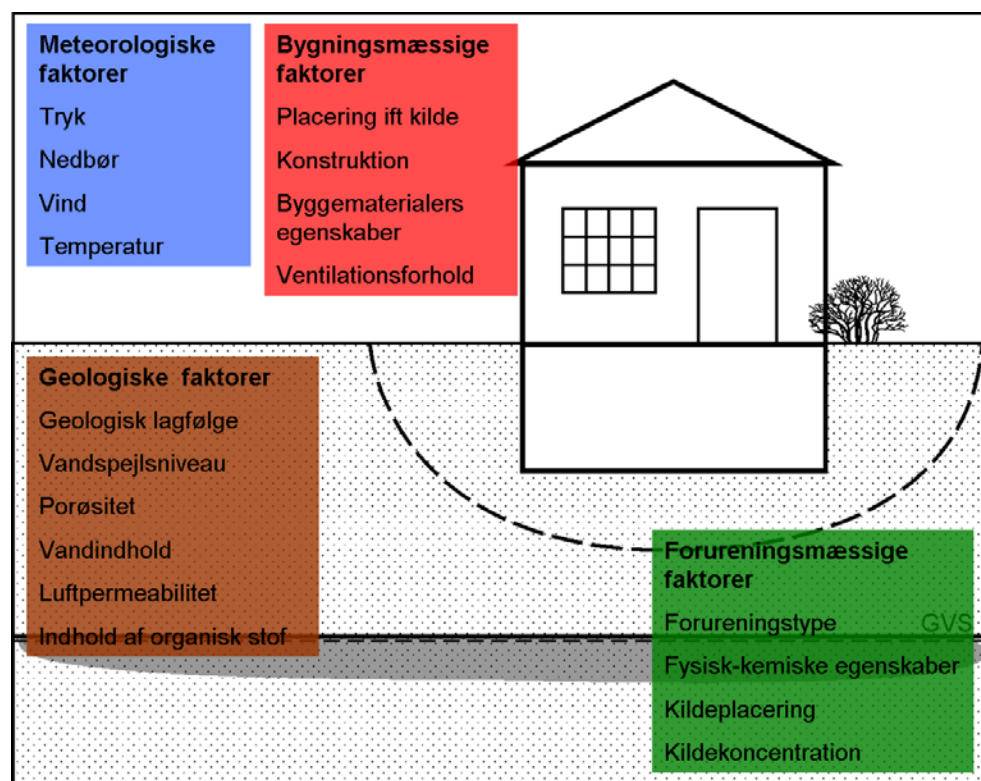 Meteorologiske
faktorer
Tryk
Nedbør
Vind
Temperatur
Bygningsmæssige
faktorer
Placering ift kilde
Konstruktion
Byggematerialers
egenskaber
Ventilationsforhold
Geologiske faktorer
Geologisk lagfølge
Vandspejlsniveau
Porøsitet
Vandindhold
Luftpermeabilitet
Indhold af organisk stof
Forureningsmæssige
faktorer
Forureningstype
GVS
Fysisk-kemiske egenskaber
Kildeplacering
Kildekoncentration